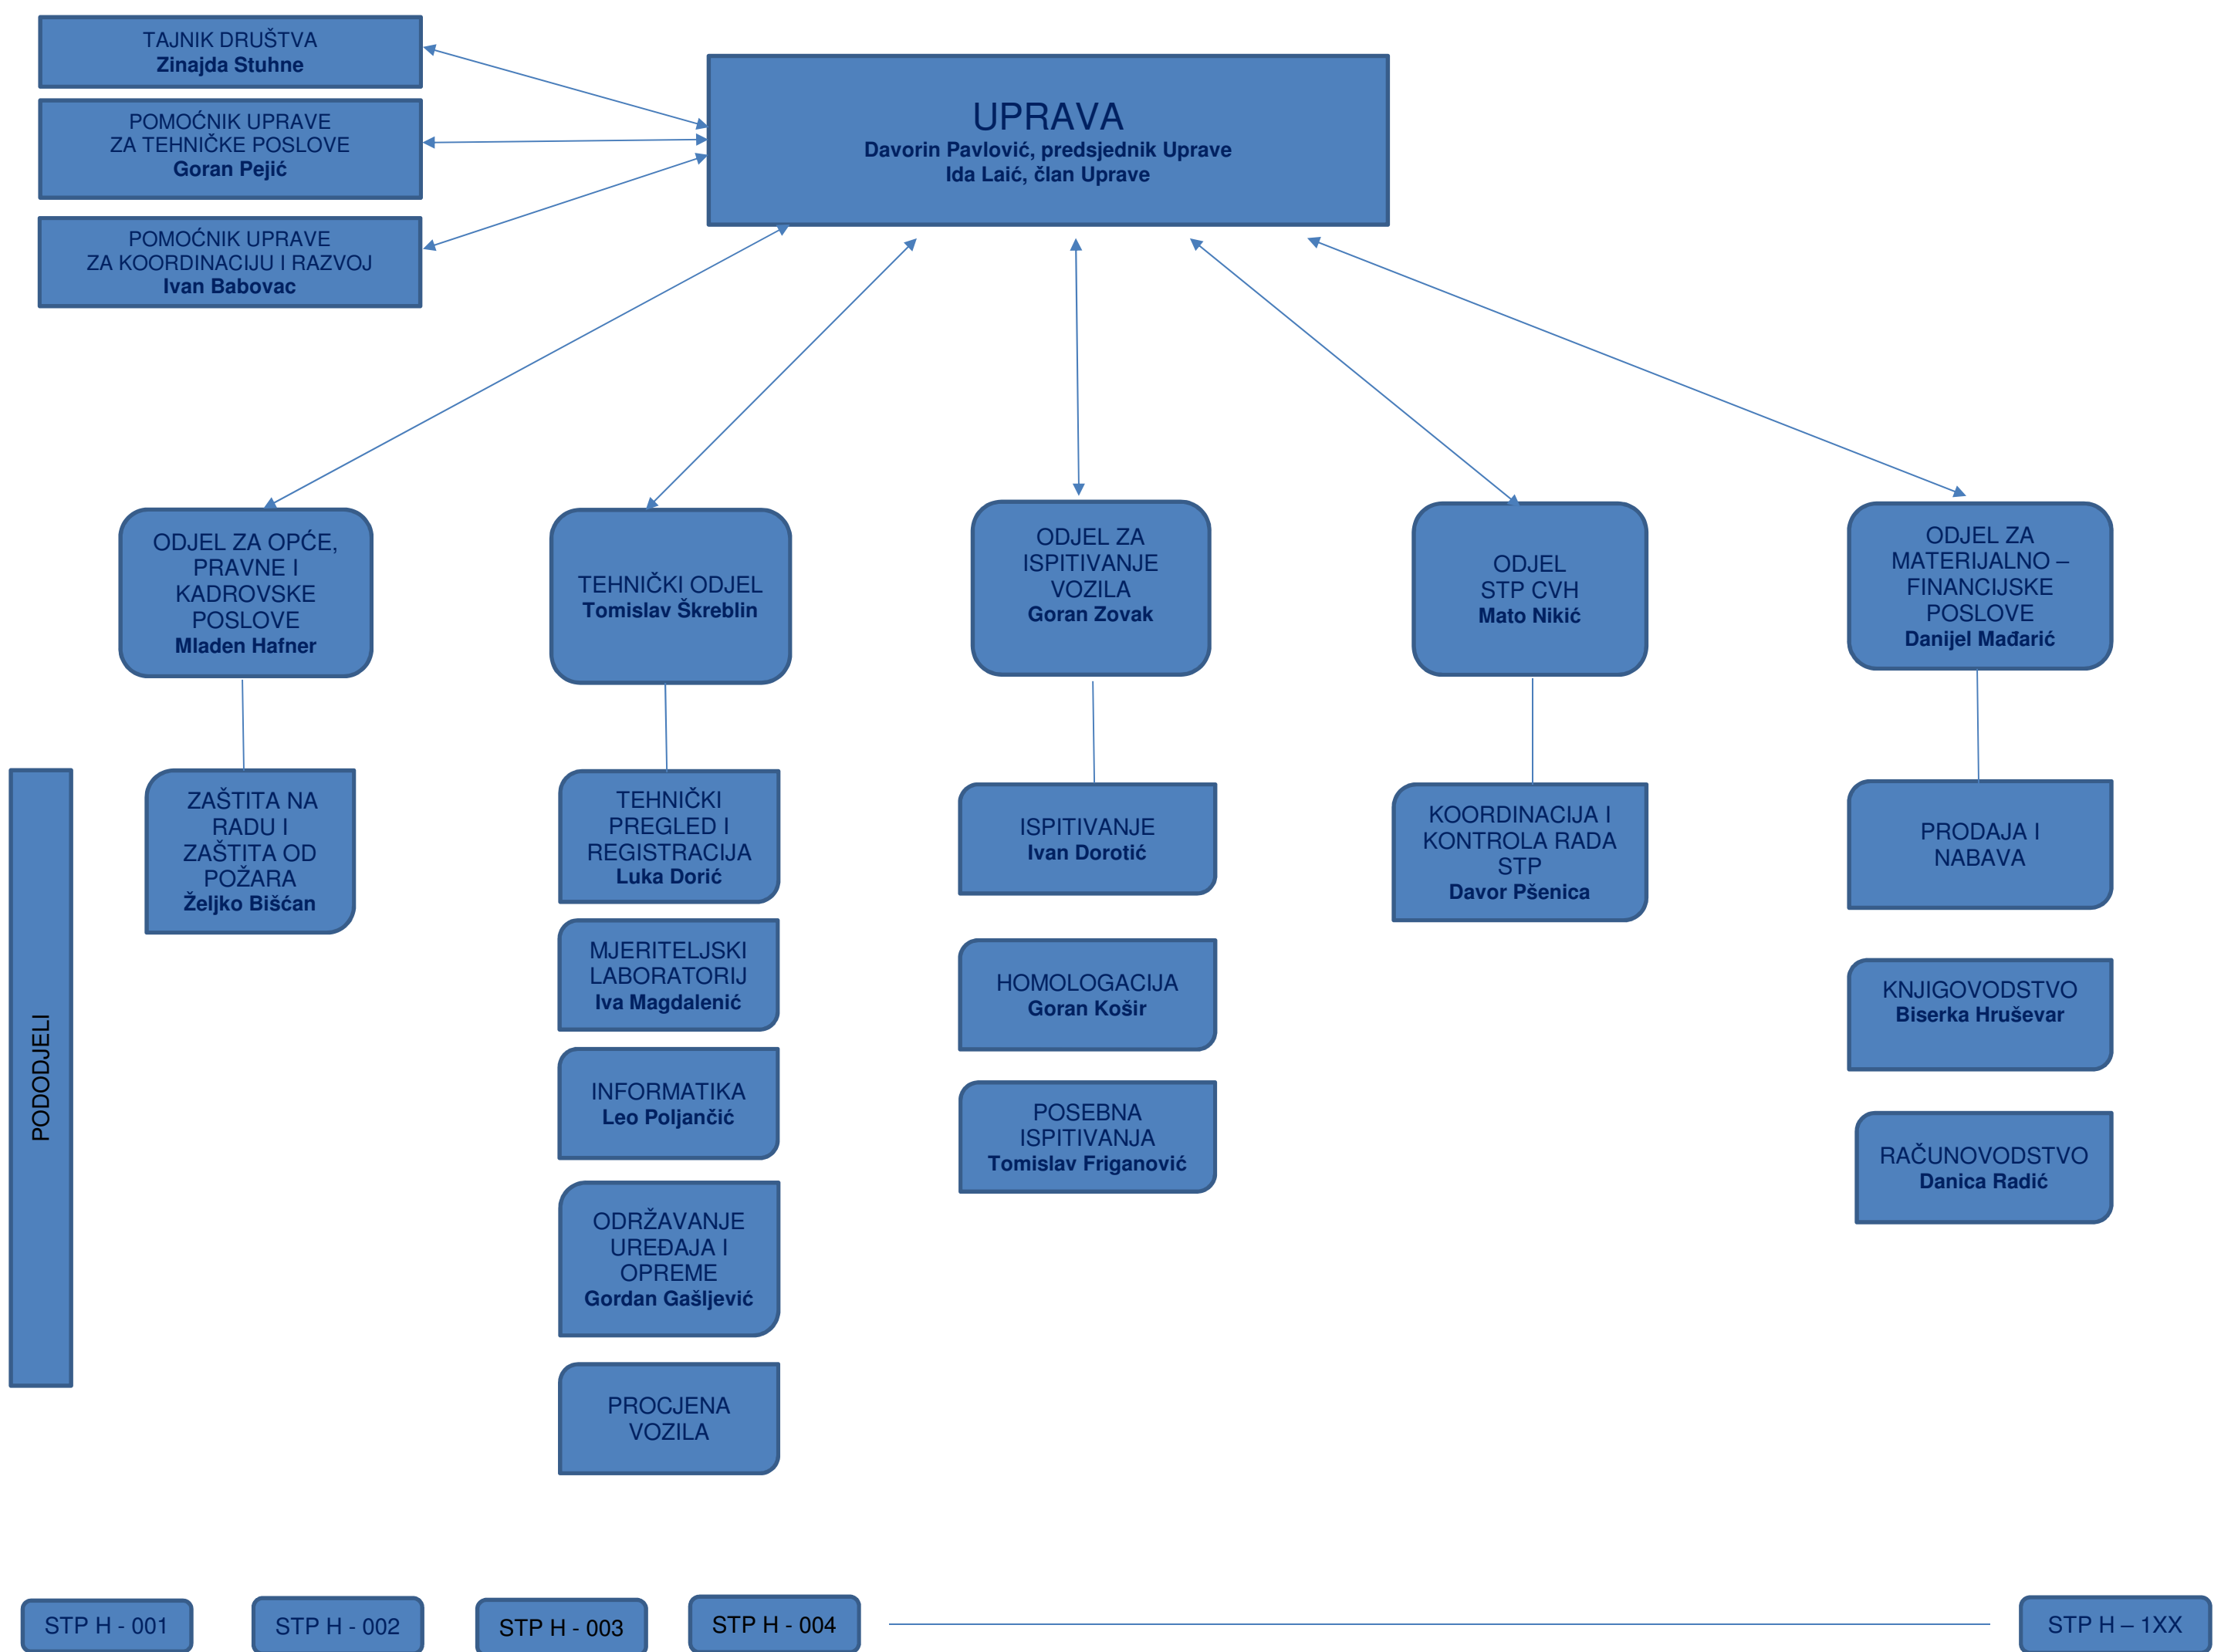 TAJNIK DRUŠTVA
Zinajda Stuhne
POMOĆNIK UPRAVE
ZA TEHNIČKE POSLOVE
Goran Pejić
POMOĆNIK UPRAVE
ZA KOORDINACIJU I RAZVOJ
Ivan Babovac
UPRAVA
Davorin Pavlović, predsjednik Uprave
Ida Laić, član Uprave
ODJEL ZA OPĆE,
PRAVNE I
KADROVSKE
POSLOVE
Mladen Hafner
TEHNIČKI ODJEL
Tomislav Škreblin
ODJEL ZA
ISPITIVANJE
VOZILA
Goran Zovak
ODJEL
STP CVH
Mato Nikić
ODJEL ZA
MATERIJALNO –
FINANCIJSKE
POSLOVE
Danijel Mađarić
PODODJELI
ZAŠTITA NA
RADU I
ZAŠTITA OD
POŽARA
Željko Bišćan
TEHNIČKI
PREGLED I
REGISTRACIJA
Luka Dorić
MJERITELJSKI
LABORATORIJ
Iva Magdalenić
INFORMATIKA
Leo Poljančić
ODRŽAVANJE
UREĐAJA I
OPREME
Gordan Gašljević
PROCJENA
VOZILA
ISPITIVANJE
Ivan Dorotić
HOMOLOGACIJA
Goran Košir
POSEBNA
ISPITIVANJA
Tomislav Friganović
KOORDINACIJA I
KONTROLA RADA
STP
Davor Pšenica
PRODAJA I
NABAVA
KNJIGOVODSTVO
Biserka Hruševar
RAČUNOVODSTVO
Danica Radić
STP H - 001
STP H - 002
STP H - 003
STP H - 004
STP H – 1XX